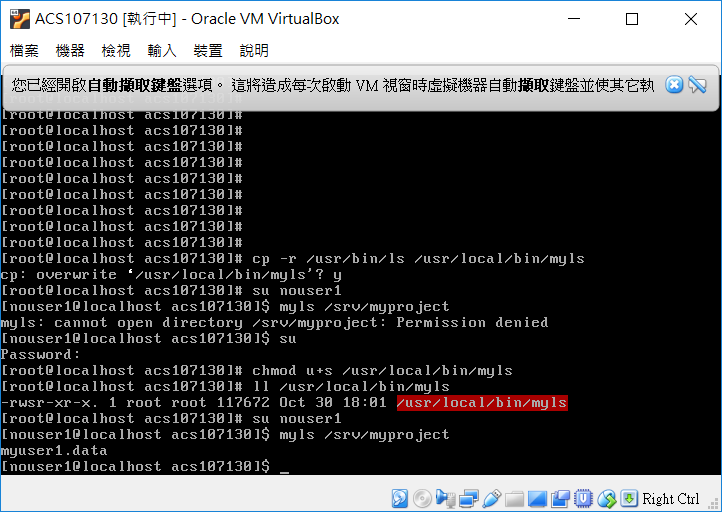 ACS107130 [執行中] - Oracle VM VirtualBox
檔案 機器 檢視 輸入 裝置 說明
您已經開啟自動擷取鍵盤選項。 這將造成每次啟動 VM 視窗時虛擬機器自動擷取鍵盤並使其它執
[root@localhost acs107130]#
[root@localhost acs107130]#
[root@localhost acs107130]#
[root@localhost acs107130]#
[root@localhost acs107130]#
[root@localhost acs107130]#
[root@localhost acs107130]#
[root@localhost acs107130]#
[root@localhost acs107130]# cp -r /usr/bin/ls /usr/local/bin/myls
cp: overwrite ‘/usr/local/bin/myls’? y
[root@localhost acs107130]# su nouser1
[nouser1@localhost acs107130]$ myls /srv/myproject
myls: cannot open directory /srv/myproject: Permission denied
[nouser1@localhost acs107130]$ su
Password:
[root@localhost acs107130]# chmod u+s /usr/local/bin/myls
[root@localhost acs107130]# ll /usr/local/bin/myls
-rwsr-xr-x. 1 root root 117672 Oct 30 18:01 /usr/local/bin/myls
[root@localhost acs107130]# su nouser1
[nouser1@localhost acs107130]$ myls /srv/myproject
myuser1.data
[nouser1@localhost acs107130]$ _
Right Ctrl